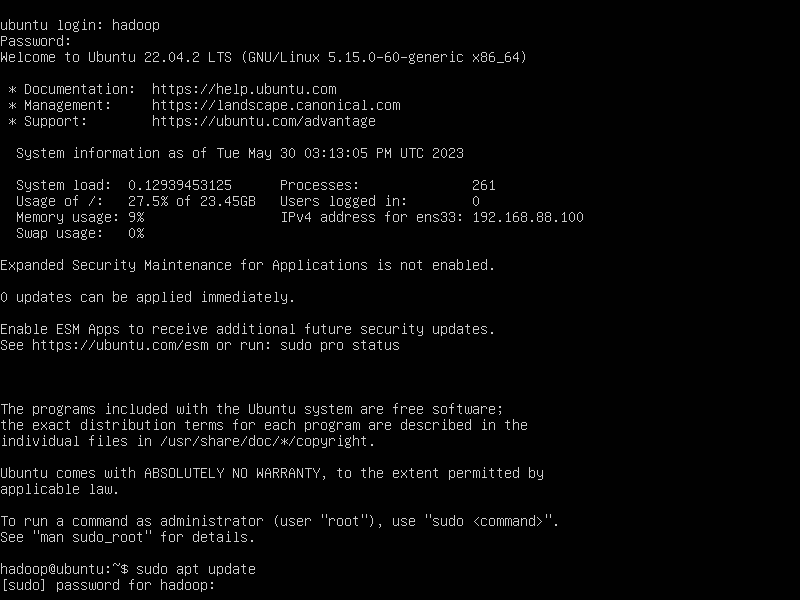 ubuntu login: hadoop
Password:
Welcome to Ubuntu 22.04.2 LTS (GNU/Linux 5.15.0-60-generic x86_64)

 * Documentation:  https://help.ubuntu.com
 * Management:     https://landscape.canonical.com
 * Support:        https://ubuntu.com/advantage

  System information as of Tue May 30 03:13:05 PM UTC 2023

  System load:  0.12939453125      Processes:              261
  Usage of /:   27.5% of 23.45GB   Users logged in:        0
  Memory usage: 9%                 IPv4 address for ens33: 192.168.88.100
  Swap usage:   0%

Expanded Security Maintenance for Applications is not enabled.

0 updates can be applied immediately.

Enable ESM Apps to receive additional future security updates.
See https://ubuntu.com/esm or run: sudo pro status

The programs included with the Ubuntu system are free software;
the exact distribution terms for each program are described in the
individual files in /usr/share/doc/*/copyright.

Ubuntu comes with ABSOLUTELY NO WARRANTY, to the extent permitted by
applicable law.

To run a command as administrator (user "root"), use "sudo <command>".
See "man sudo_root" for details.

hadoop@ubuntu:~$ sudo apt update
[sudo] password for hadoop: